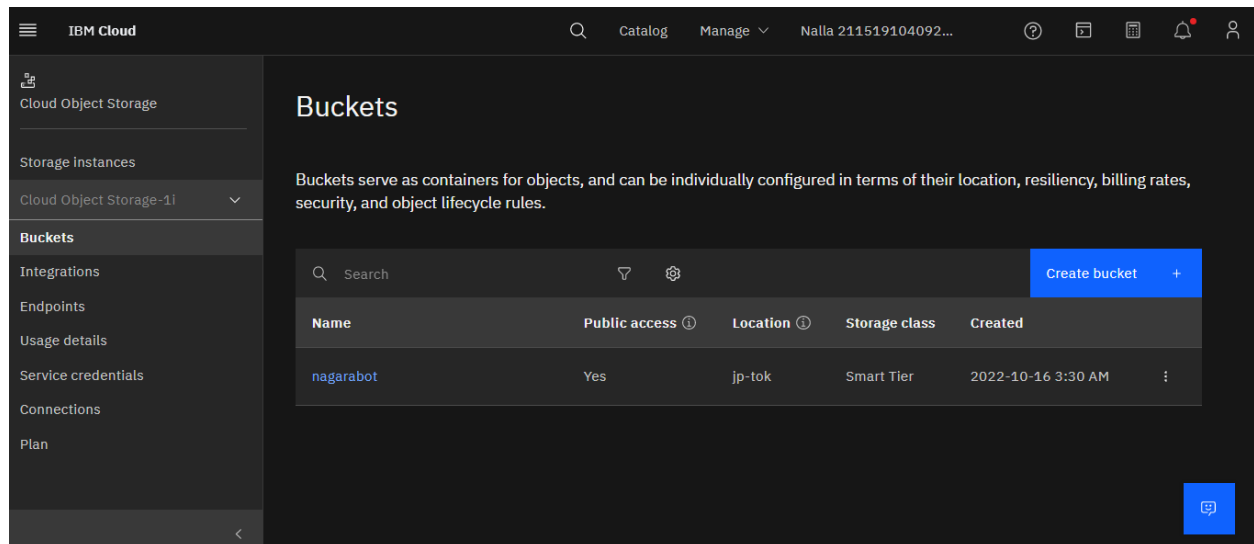 IBM Cloud
Catalog
Manage
Nalla 211519104092...
Cloud Object Storage
Storage instances
Cloud Object Storage-1i
Buckets
Integrations
Endpoints
Usage details
Service credentials
Connections
Plan
Buckets
Buckets serve as containers for objects, and can be individually configured in terms of their location, resiliency, billing rates,
security, and object lifecycle rules.
Search
Create bucket +
Name Public access Location Storage class Created
nagarabot Yes jp-tok Smart Tier 2022-10-16 3:30 AM